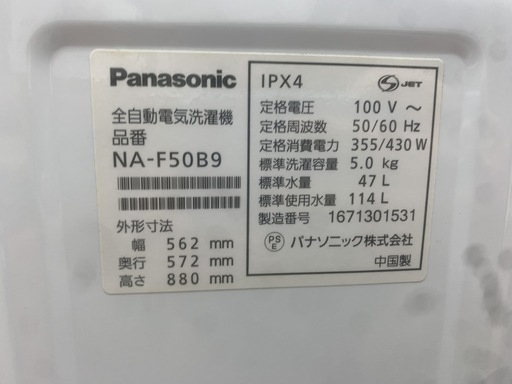 Panasonic
全自動電気洗濯機
品番
NA-F50B9
外形寸法
幅 562 mm
奥行 572 mm
高さ 880 mm
IPX4
S JET
定格電圧 100 V ～
定格周波数 50/60 Hz
定格消費電力 355/430 W
標準洗濯容量 5.0 kg
標準水量 47 L
標準使用水量 114 L
製造番号 1671301531
PS E パナソニック株式会社
中国製